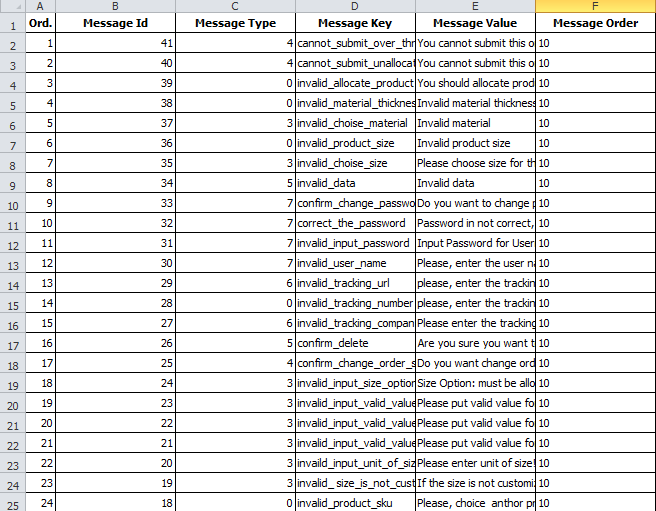 A B C D E F
1 Ord. Message Id Message Type Message Key Message Value Message Order
2 1 41 4 cannot_submit_over_thr You cannot submit this o 10
3 2 40 4 cannot_submit_unallocat You cannot submit this o 10
4 3 39 0 invalid_allocate_product You should allocate prod 10
5 4 38 0 invalid_material_thicknes Invalid material thickness 10
6 5 37 3 invalid_choise_material Invalid material 10
7 6 36 0 invalid_product_size Invalid product size 10
8 7 35 3 invalid_choise_size Please choose size for th 10
9 8 34 5 invalid_data Invalid data 10
10 9 33 7 confirm_change_passwo Do you want to change p 10
11 10 32 7 correct_the_password Password in not correct, 10
12 11 31 7 invalid_input_password Input Password for User 10
13 12 30 7 invalid_user_name Please, enter the user na 10
14 13 29 6 invalid_tracking_url please, enter the trackin 10
15 14 28 0 invalid_tracking_number please, enter the trackin 10
16 15 27 6 invalid_tracking_compan Please enter the tracking 10
17 16 26 5 confirm_delete Are you sure you want t 10
18 17 25 4 confirm_change_order_s Do you want change ord 10
19 18 24 3 invalid_input_size_option Size Option: must be allo 10
20 19 23 3 invalid_input_valid_value Please put valid value fo 10
21 20 22 3 invalid_input_valid_value Please put valid value fo 10
22 21 21 3 invalid_input_valid_value Please put valid value fo 10
23 22 20 3 invaild_input_unit_of_siz Please enter unit of size! 10
24 23 19 3 invalid_ size_is_not_cust If the size is not customi 10
25 24 18 0 invalid_product_sku Please, choice anthor pr 10